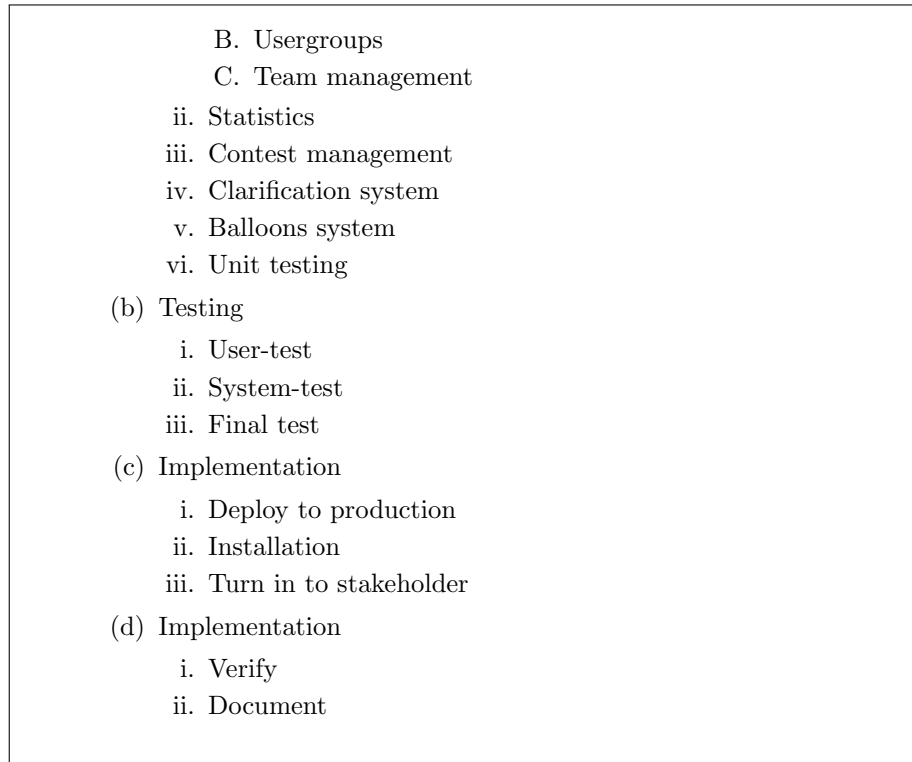 B. Usergroups
C. Team management
ii. Statistics
iii. Contest management
iv. Clarification system
v. Balloons system
vi. Unit testing
(b) Testing
i. User-test
ii. System-test
iii. Final test
(c) Implementation
i. Deploy to production
ii. Installation
iii. Turn in to stakeholder
(d) Implementation
i. Verify
ii. Document